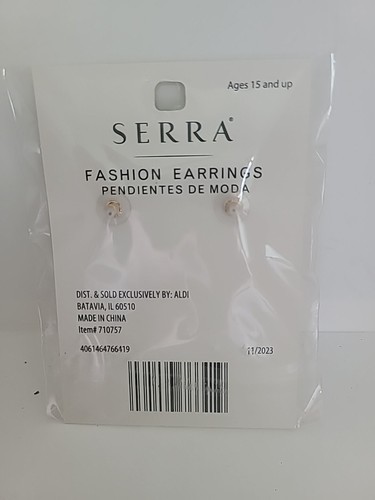 Ages 15 and up
SERRA®
FASHION EARRINGS
PENDIENTES DE MODA
DIST. & SOLD EXCLUSIVELY BY: ALDI
BATAVIA, IL 60510
MADE IN CHINA
Item# 710757
4061464766419 11/2023